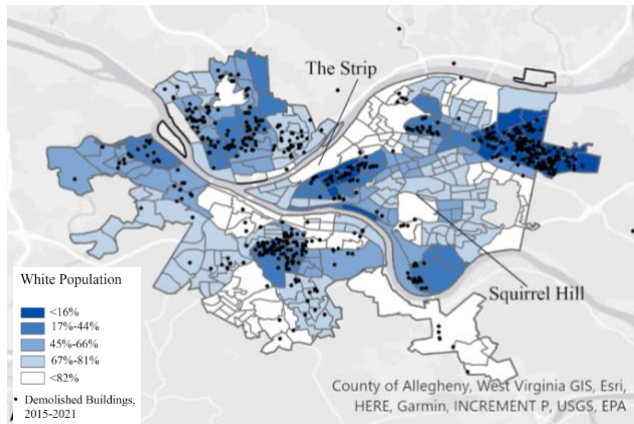 The Strip
Squirrel Hill
White Population
<16%
17%-44%
45%-66%
67%-81%
<82%
Demolished Buildings,
2015-2021
County of Allegheny, West Virginia GIS, Esri,
HERE, Garmin, INCREMENT P, USGS, EPA